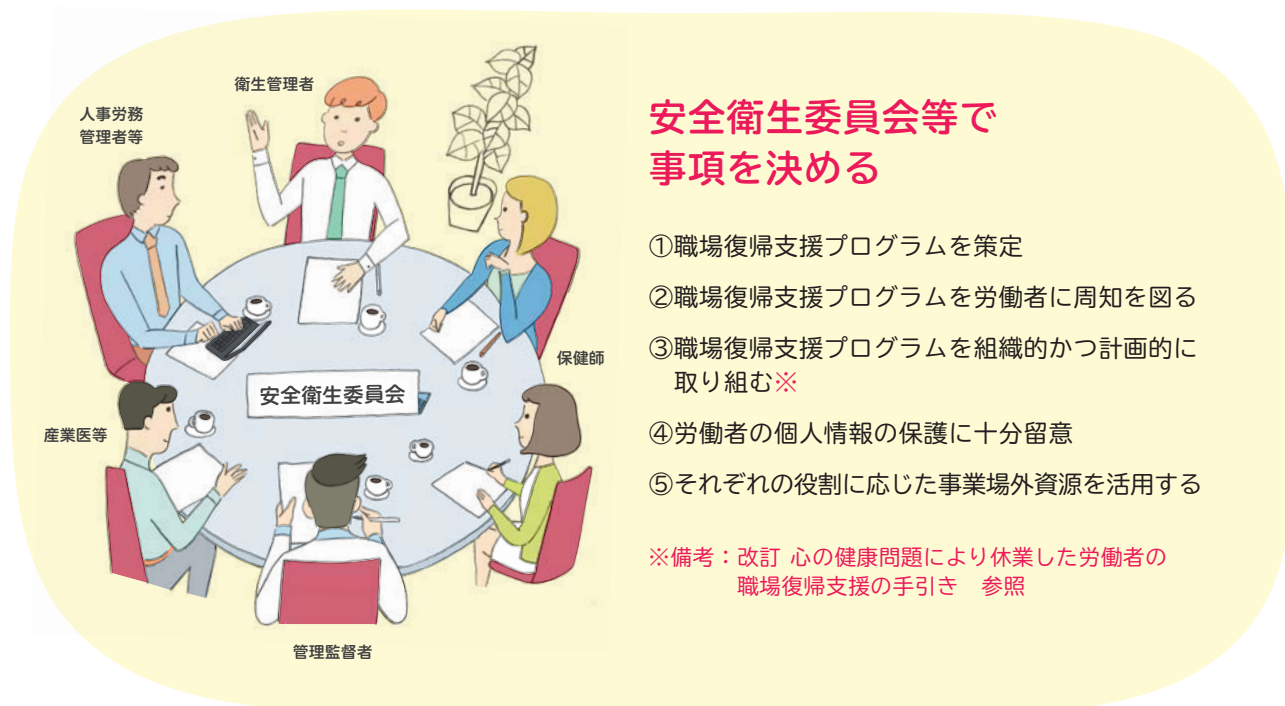 衛生管理者
人事労務
管理者等
保健師
安全衛生委員会
産業医等
管理監督者
安全衛生委員会等で
事項を決める
①職場復帰支援プログラムを策定
②職場復帰支援プログラムを労働者に周知を図る
③職場復帰支援プログラムを組織的かつ計画的に
取り組む※
④労働者の個人情報の保護に十分留意
⑤それぞれの役割に応じた事業場外資源を活用する
※備考：改訂 心の健康問題により休業した労働者の
職場復帰支援の手引き　参照